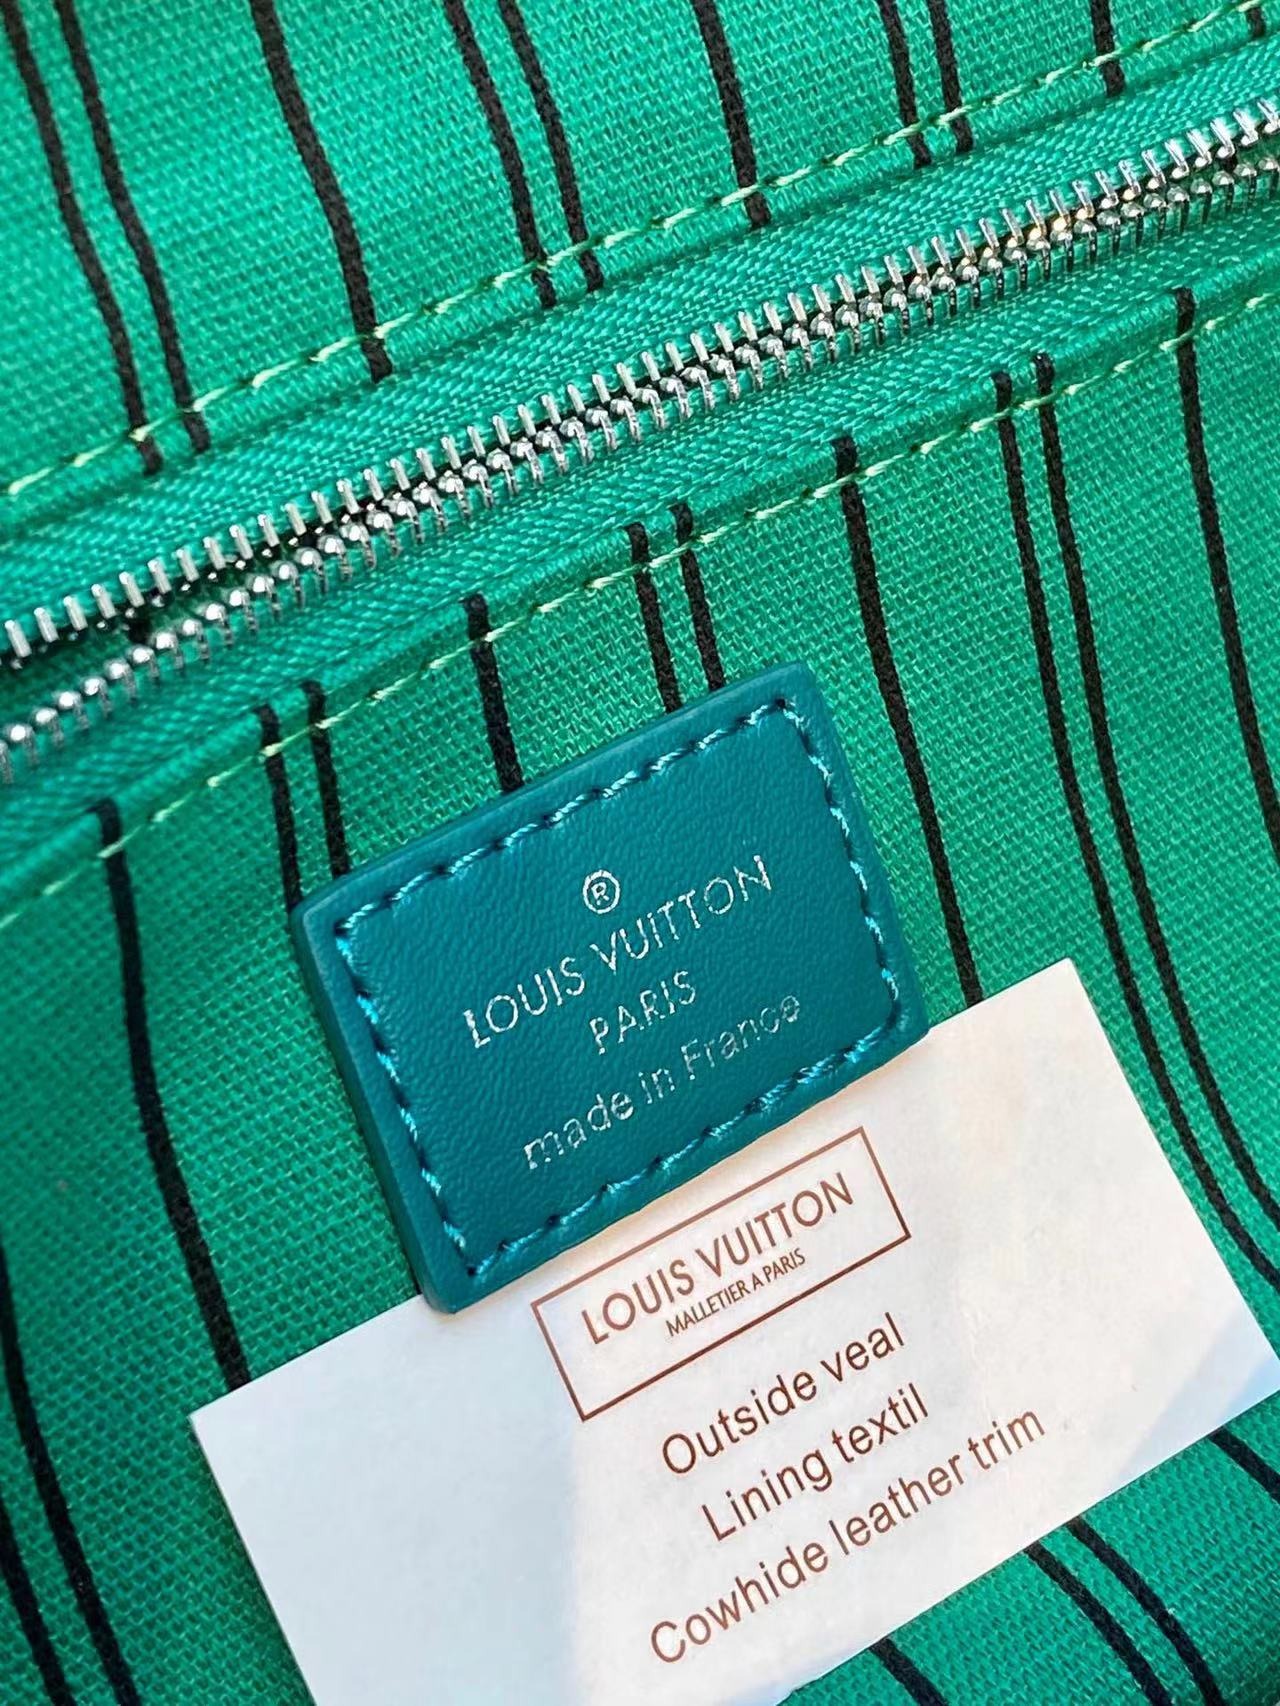 ®
LOUIS VUITTON
PARIS
made in France
LOUIS VUITTON
MALLETIER A PARIS
Outside veal
Lining textil
Cowhide leather trim